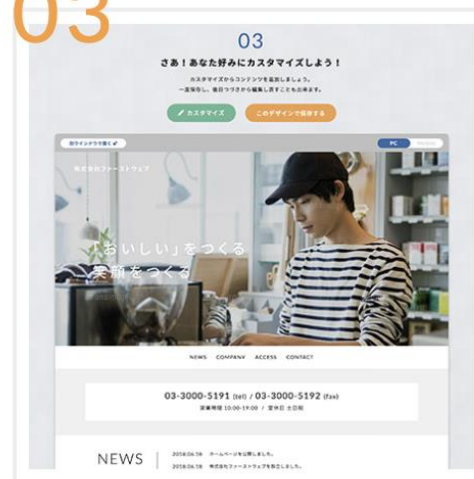 03
03
さあ！あなた好みにカスタマイズしよう！
カスタマイズからコンテンツを追加しましょう。
一度保存し、後日つづきから編集し直すことも出来ます。
カスタマイズ
このデザインで保存する
別ウインドウで開く
PC
株式会社ファーストウェブ
「おいしい」をつくる
笑顔をつくる
NEWS COMPANY ACCESS CONTACT
03-3000-5191 (tel) / 03-3000-5192 (fax)
営業時間 10:00-19:00 / 定休日 土日祝
NEWS
2018.06.18 ホームページを公開しました。
2018.06.18 株式会社ファーストウェブを設立しました。